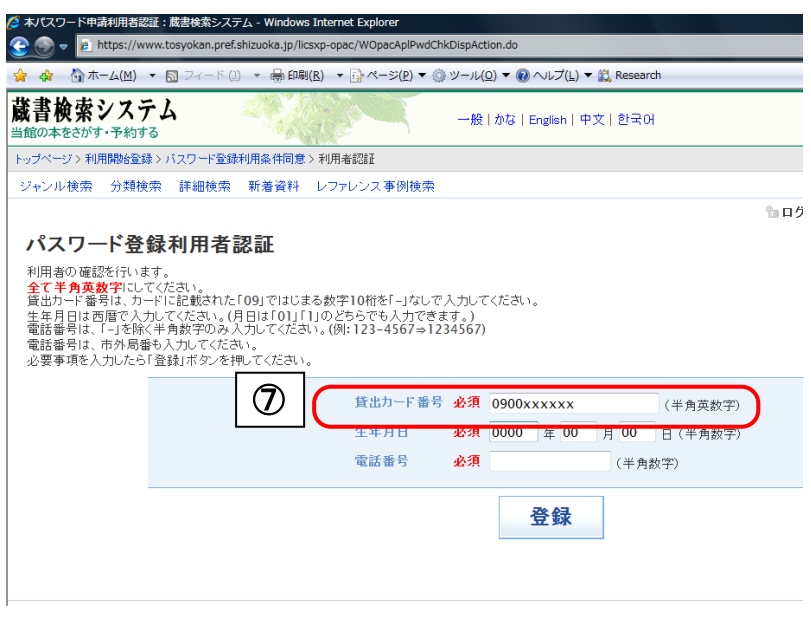 本パスワード申請利用者認証：蔵書検索システム - Windows Internet Explorer
https://www.tosyokan.pref.shizuoka.jp/licsxp-opac/WOpacAplPwdChkDispAction.do
ホーム(M) フィード(J) 印刷(R) ページ(P) ツール(O) ヘルプ(L) Research
蔵書検索システム
当館の本をさがす・予約する
一般 | かな | English | 中文 | 한국어
トップページ > 利用開始登録 > パスワード登録利用条件同意 > 利用者認証
ジャンル検索 分類検索 詳細検索 新着資料 レファレンス事例検索
ログ
パスワード登録利用者認証
利用者の確認を行います。
全て半角英数字にしてください。
貸出カード番号は、カードに記載された「09」ではじまる数字10桁を「-」なしで入力してください。
生年月日は西暦で入力してください。(月日は「01」「1」のどちらでも入力できます。)
電話番号は、「-」を除く半角数字のみ入力してください。(例: 123-4567⇒1234567)
電話番号は、市外局番も入力してください。
必要事項を入力したら「登録」ボタンを押してください。
⑦
貸出カード番号 必須 0900xxxxxx (半角英数字)
生年月日 必須 0000 年 00 月 00 日 (半角数字)
電話番号 必須 (半角数字)
登録